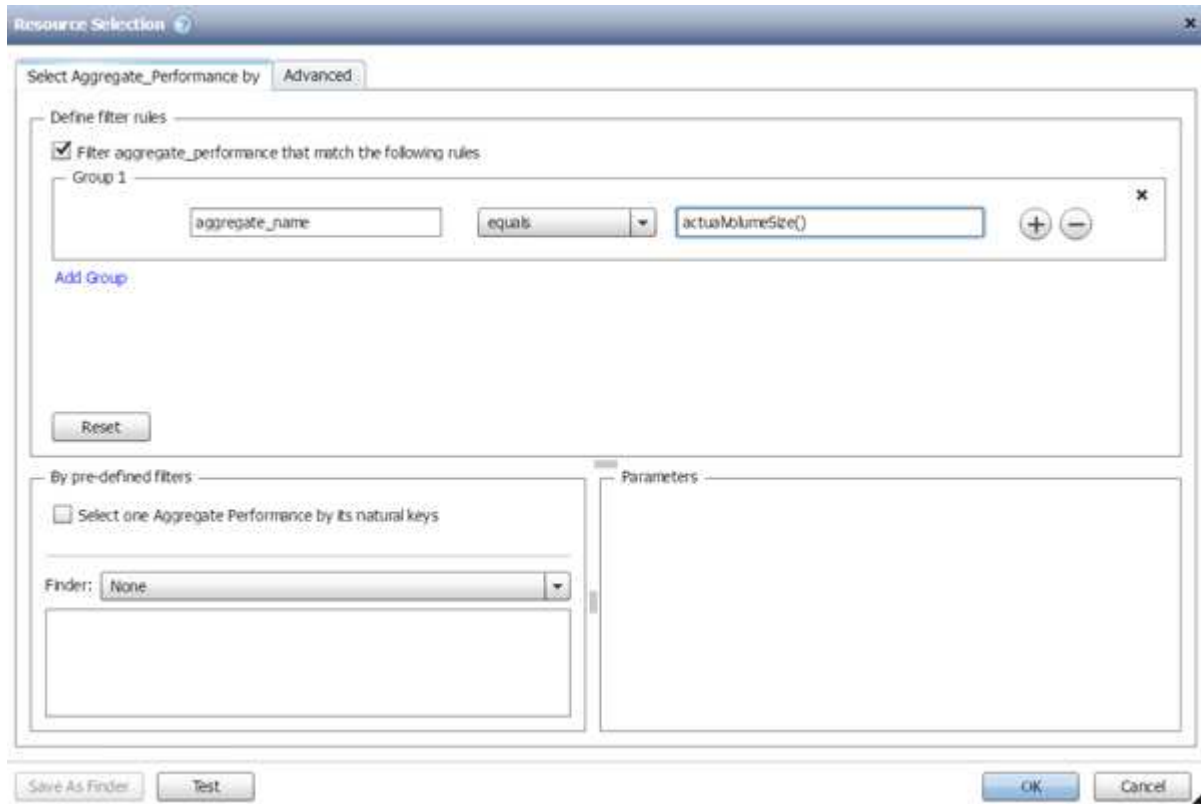 Resource Selection ?
Select Aggregate_Performance by Advanced
Define filter rules
Filter aggregate_performance that match the following rules
Group 1
aggregate_name equals actualVolumeSize()
Add Group
Reset
By pre-defined filters
Select one Aggregate Performance by its natural keys
Finder: None
Parameters
Save As Finder Test OK Cancel